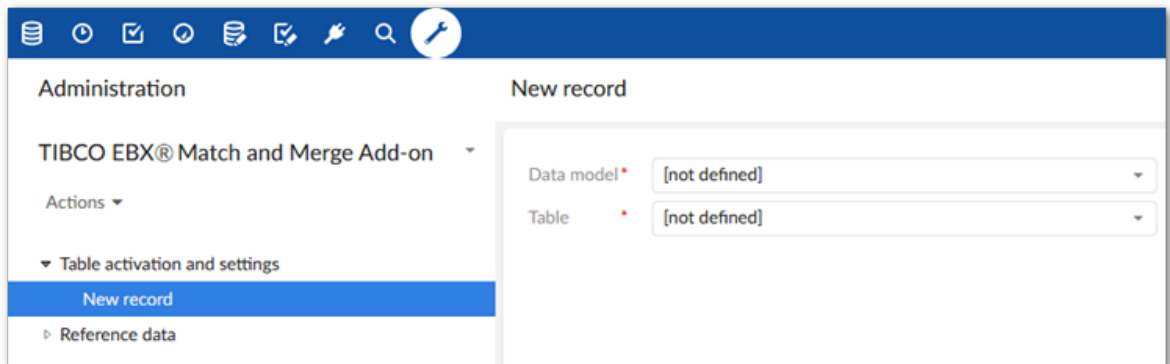 Administration
TIBCO EBX® Match and Merge Add-on
Actions
Table activation and settings
New record
Reference data
New record
Data model* [not defined]
Table * [not defined]